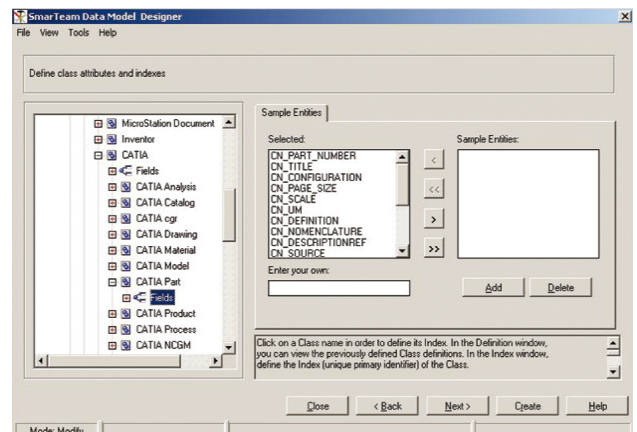 SmarTeam Data Model Designer
File View Tools Help
Define class attributes and indexes
MicroStation Document
Inventor
CATIA
Fields
CATIA Analysis
CATIA Catalog
CATIA cgr
CATIA Drawing
CATIA Material
CATIA Model
CATIA Part
Fields
CATIA Product
CATIA Process
CATIA NCGM
Sample Entities
Selected:
CN_PART_NUMBER
CN_TITLE
CN_CONFIGURATION
CN_PAGE_SIZE
CN_SCALE
CN_UM
CN_DEFINITION
CN_NOMENCLATURE
CN_DESCRIPTIONREF
CN_SOURCE
<
<<
>
>>
Sample Entities:
Enter your own:
Add Delete
Click on a Class name in order to define its Index. In the Definition window,
you can view the previously defined Class definitions. In the Index window,
define the Index (unique primary identifier) of the Class.
Close < Back Next > Create Help
Mode: Modify